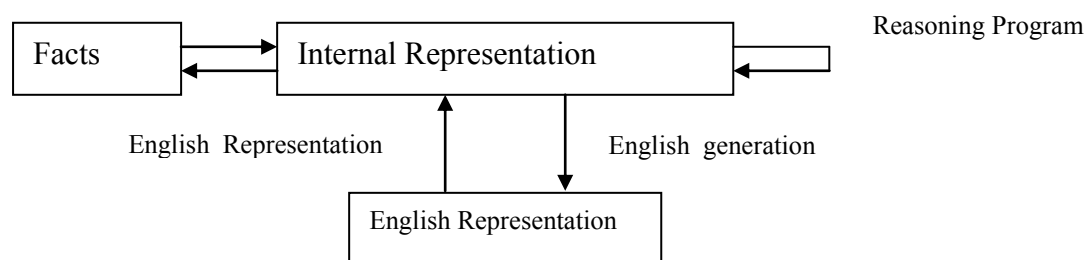 Reasoning Program
Facts
Internal Representation
English Representation
English generation
English Representation